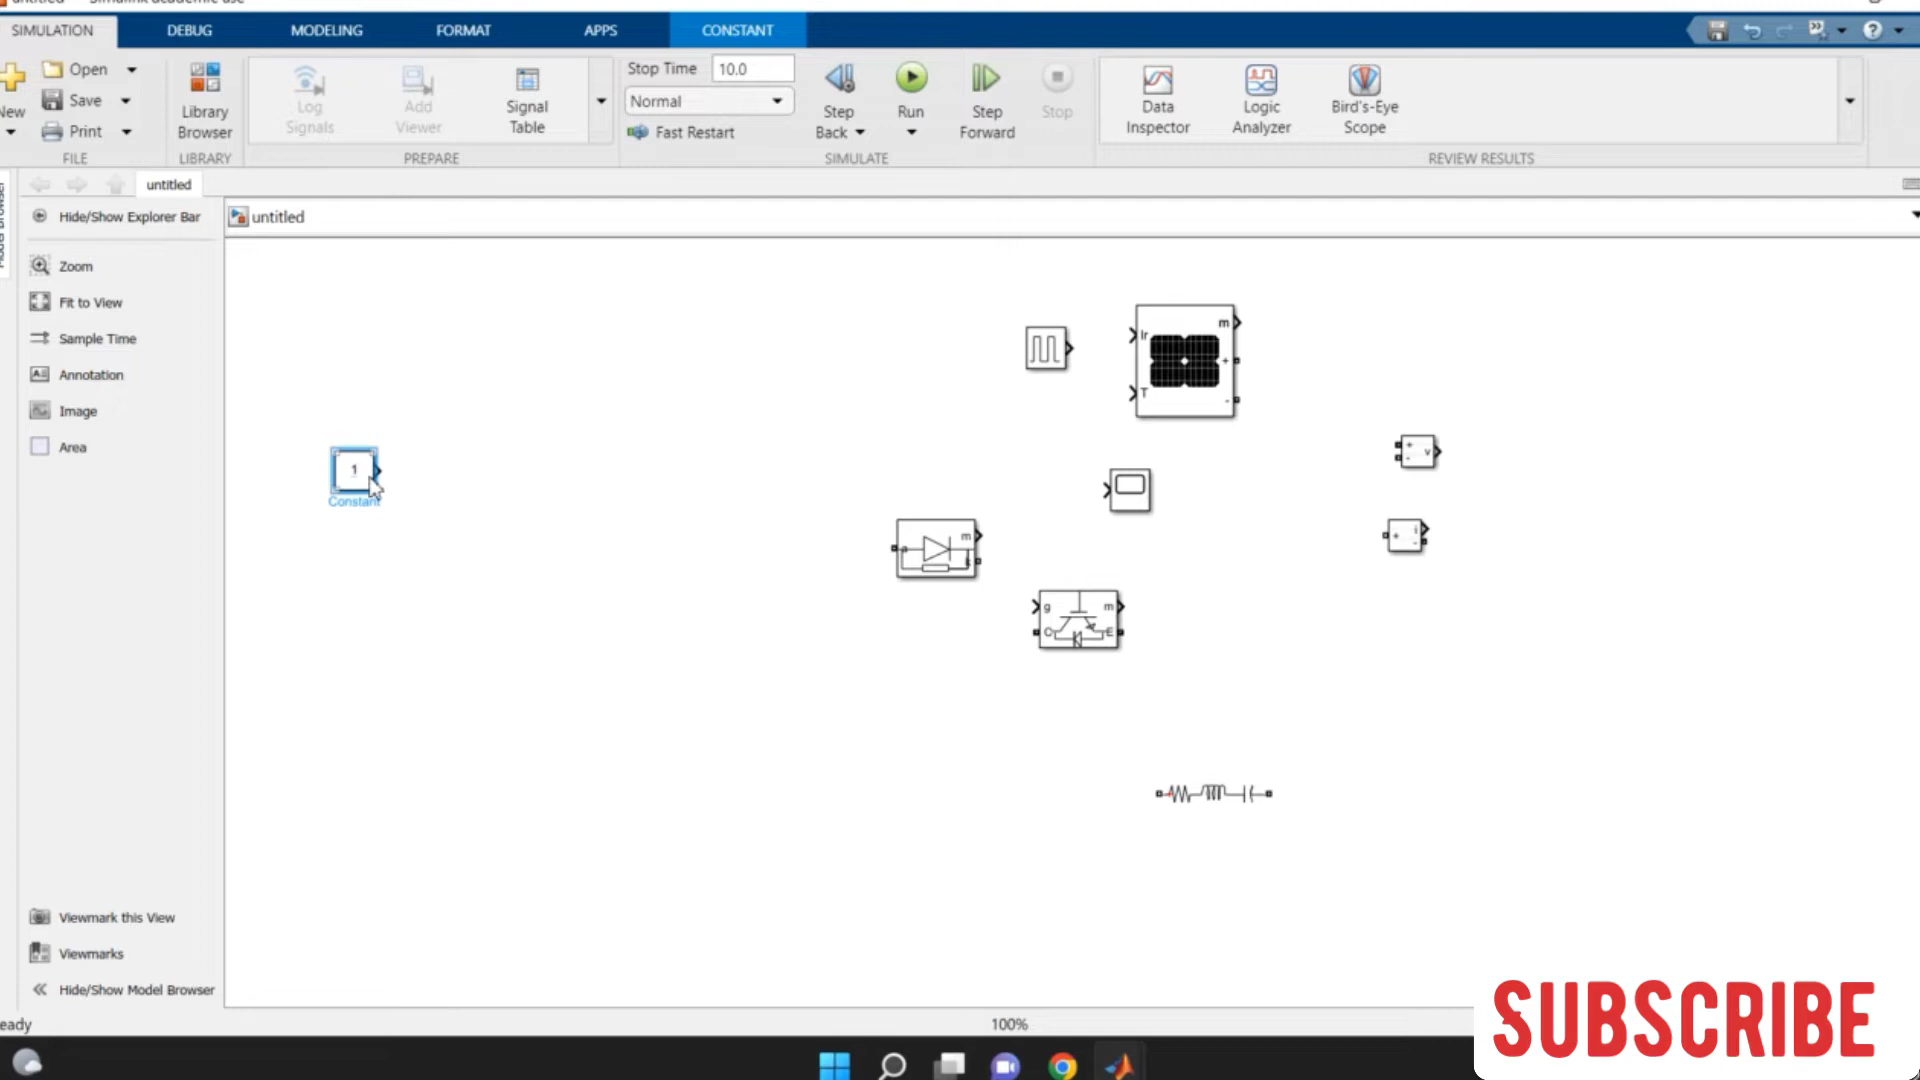 SIMULATION
DEBUG
MODELING
FORMAT
APPS
CONSTANT
New
Open
Save
Print
FILE
Library
Browser
LIBRARY
Log
Signals
Add
Viewer
Signal
Table
PREPARE
Stop Time 10.0
Normal
Fast Restart
Step
Back
Run
Step
Forward
Stop
SIMULATE
Data
Inspector
Logic
Analyzer
Bird's-Eye
Scope
REVIEW RESULTS
untitled
Hide/Show Explorer Bar
untitled
Zoom
Fit to View
Sample Time
Annotation
Image
Area
1
Constant
Ir
T
m
+
-
+
-
v
+
i
-
a
m
k
g
C
m
E
+
Viewmark this View
Viewmarks
Hide/Show Model Browser
eady
100%
SUBSCRIBE